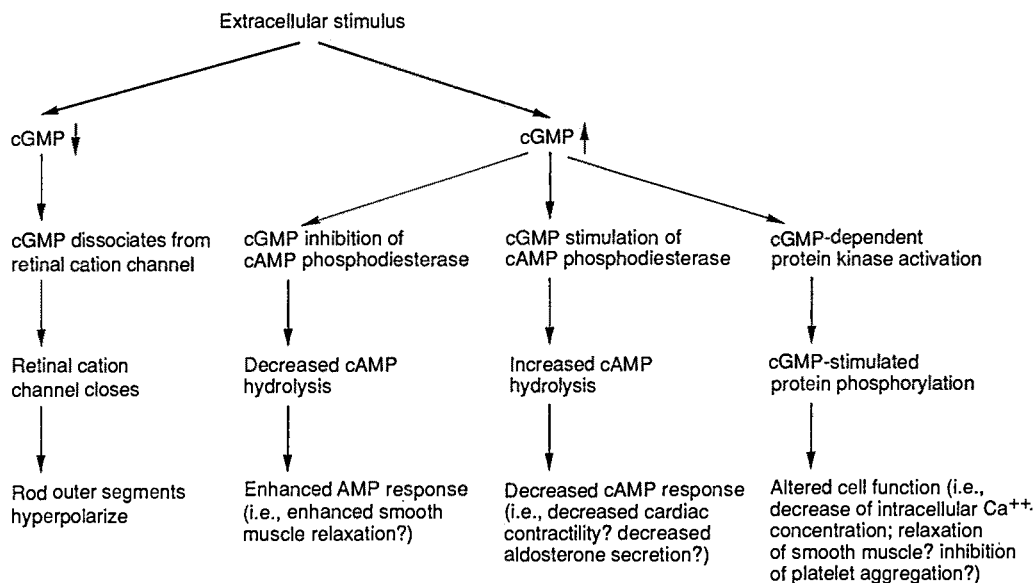 Extracellular stimulus
cGMP
cGMP
cGMP dissociates from
retinal cation channel
cGMP inhibition of
cAMP phosphodiesterase
cGMP stimulation of
cAMP phosphodiesterase
cGMP-dependent
protein kinase activation
Retinal cation
channel closes
Decreased cAMP
hydrolysis
Increased cAMP
hydrolysis
cGMP-stimulated
protein phosphorylation
Rod outer segments
hyperpolarize
Enhanced AMP response
(i.e., enhanced smooth
muscle relaxation?)
Decreased cAMP response
(i.e., decreased cardiac
contractility? decreased
aldosterone secretion?)
Altered cell function (i.e.,
decrease of intracellular Ca++.
concentration; relaxation
of smooth muscle? inhibition
of platelet aggregation?)